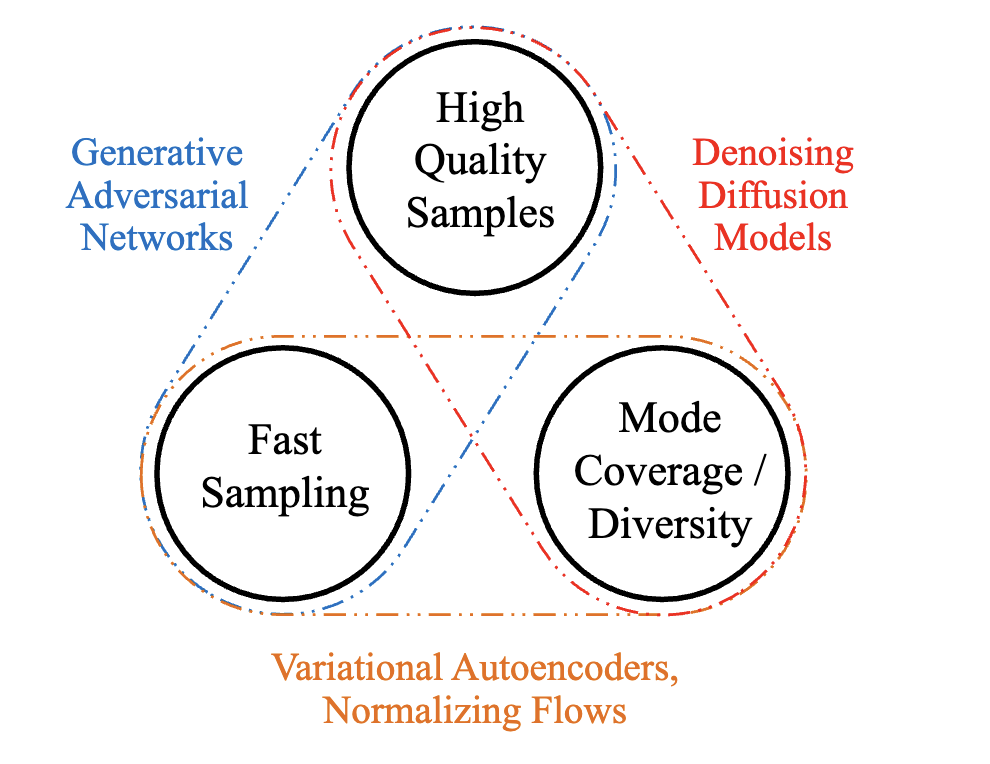 High
Quality
Samples
Generative
Adversarial
Networks
Denoising
Diffusion
Models
Fast
Sampling
Mode
Coverage /
Diversity
Variational Autoencoders,
Normalizing Flows